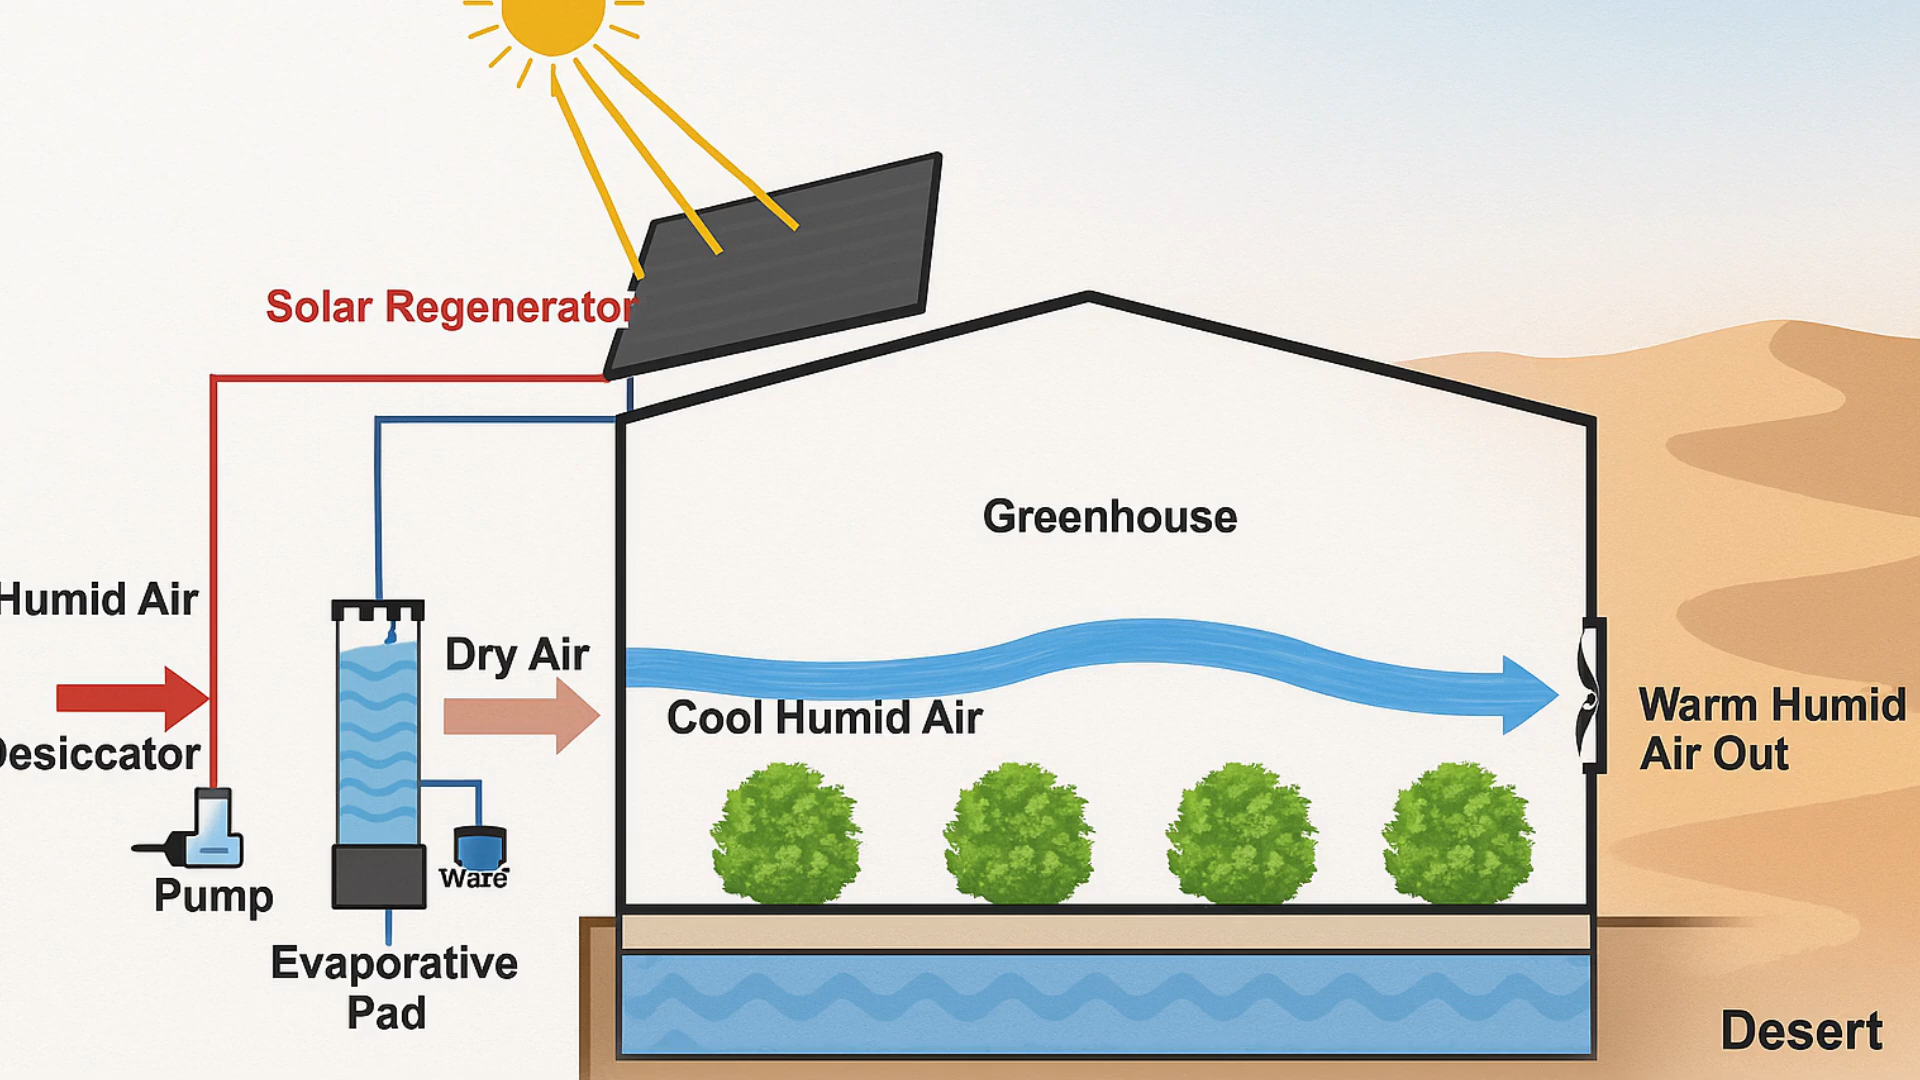 Solar Regenerator
Greenhouse
Humid Air
Dry Air
Cool Humid Air
Warm Humid
Air Out
Desiccator
Ware
Pump
Evaporative
Pad
Desert